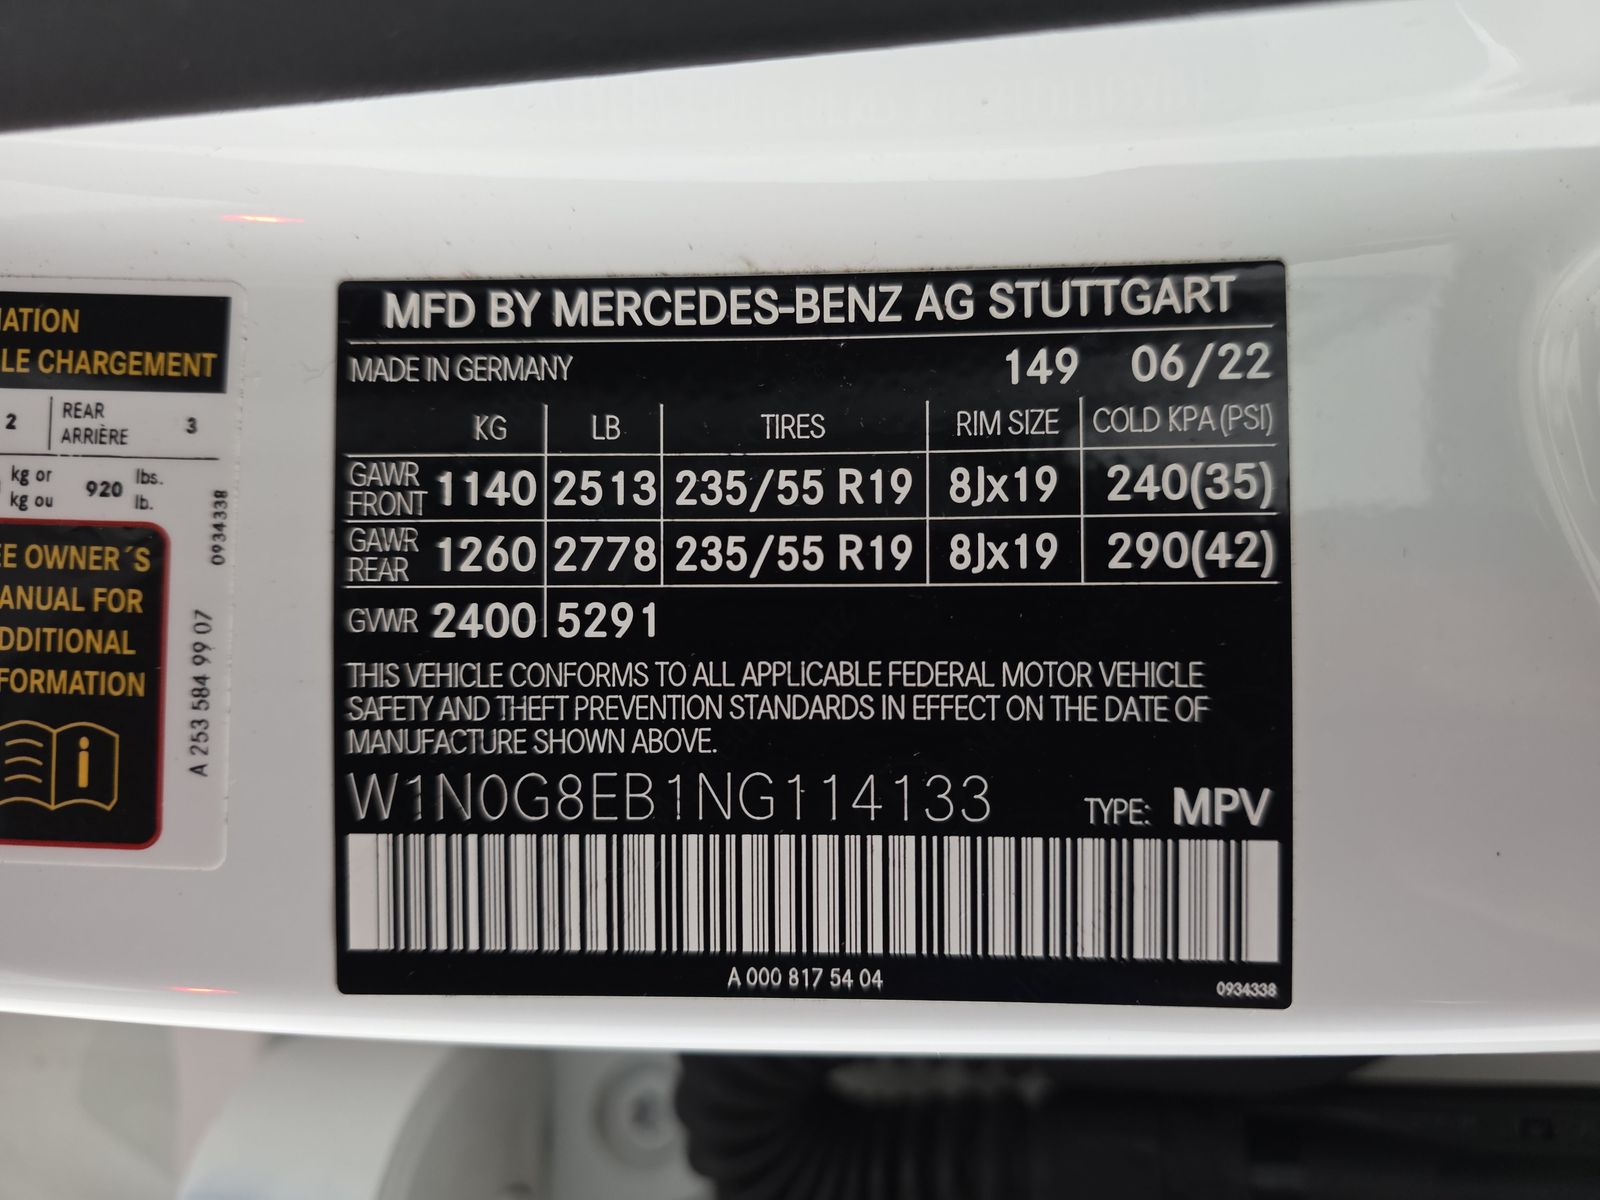 IATION
LE CHARGEMENT
2 REAR ARRIÈRE 3
kg or kg ou 920 lbs. lb.
0934338
EE OWNER´S
ANUAL FOR
DDITIONAL
FORMATION
i
A 253 584 99 07
MFD BY MERCEDES-BENZ AG STUTTGART
MADE IN GERMANY 149 06/22
KG LB TIRES RIM SIZE COLD KPA (PSI)
GAWR FRONT 1140 2513 235/55 R19 8Jx19 240(35)
GAWR REAR 1260 2778 235/55 R19 8Jx19 290(42)
GVWR 2400 5291
THIS VEHICLE CONFORMS TO ALL APPLICABLE FEDERAL MOTOR VEHICLE
SAFETY AND THEFT PREVENTION STANDARDS IN EFFECT ON THE DATE OF
MANUFACTURE SHOWN ABOVE.
W1N0G8EB1NG114133 TYPE: MPV
A 000 817 54 04
0934338